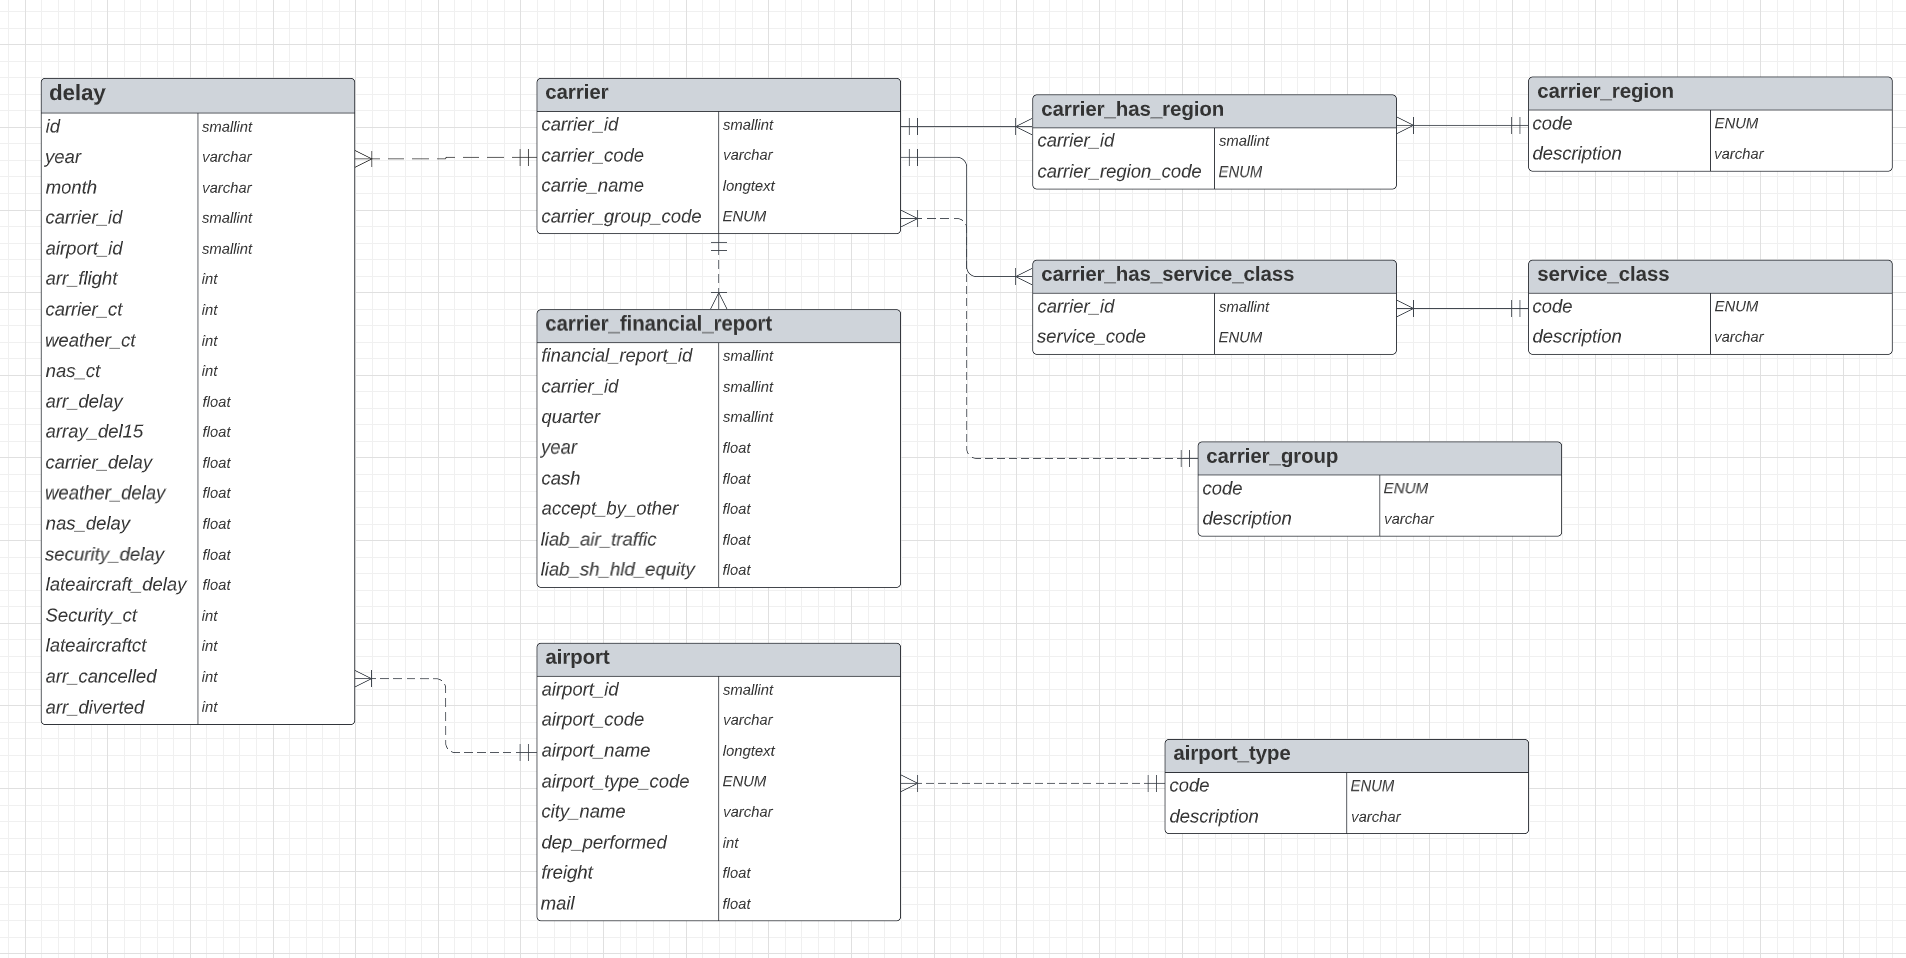 delay
id smallint
year varchar
month varchar
carrier_id smallint
airport_id smallint
arr_flight int
carrier_ct int
weather_ct int
nas_ct int
arr_delay float
array_del15 float
carrier_delay float
weather_delay float
nas_delay float
security_delay float
lateaircraft_delay float
Security_ct int
lateaircraftct int
arr_cancelled int
arr_diverted int
carrier
carrier_id smallint
carrier_code varchar
carrie_name longtext
carrier_group_code ENUM
carrier_financial_report
financial_report_id smallint
carrier_id smallint
quarter smallint
year float
cash float
accept_by_other float
liab_air_traffic float
liab_sh_hld_equity float
airport
airport_id smallint
airport_code varchar
airport_name longtext
airport_type_code ENUM
city_name varchar
dep_performed int
freight float
mail float
carrier_has_region
carrier_id smallint
carrier_region_code ENUM
carrier_region
code ENUM
description varchar
carrier_has_service_class
carrier_id smallint
service_code ENUM
service_class
code ENUM
description varchar
carrier_group
code ENUM
description varchar
airport_type
code ENUM
description varchar